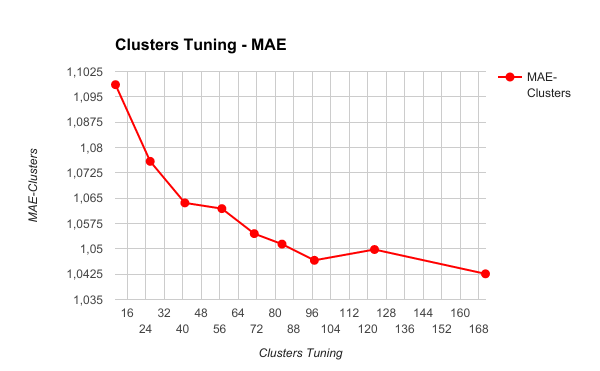 Clusters Tuning - MAE
1,1025
1,095
1,0875
1,08
1,0725
1,065
1,0575
1,05
1,0425
1,035
MAE-Clusters
MAE-
Clusters
16 32 48 64 80 96 112 128 144 160
24 40 56 72 88 104 120 136 152 168
Clusters Tuning